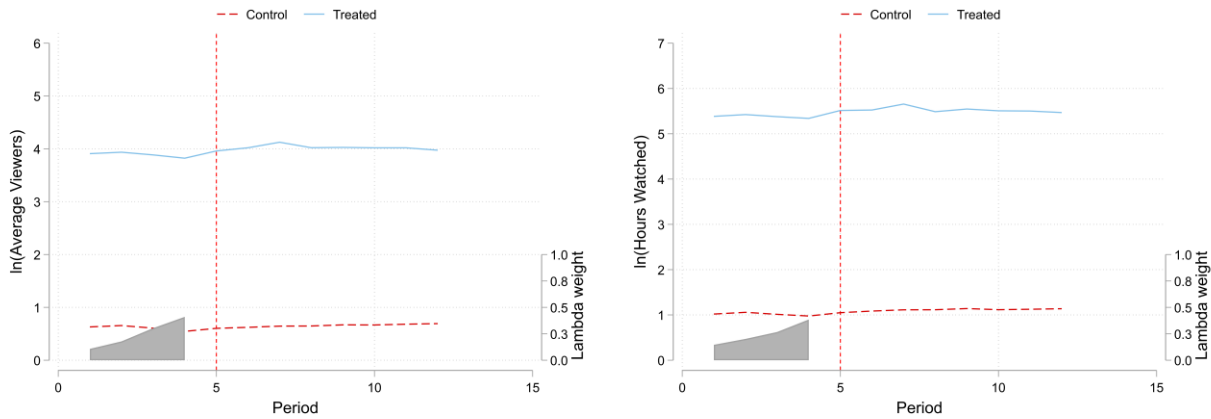 Control Treated
6
5
4
3
2
1
0
ln(Average Viewers)
1.0
0.8
0.5
0.3
0.0
Lambda weight
0 5 10 15
Period
Control Treated
7
6
5
4
3
2
1
0
ln(Hours Watched)
1.0
0.8
0.5
0.3
0.0
Lambda weight
0 5 10 15
Period